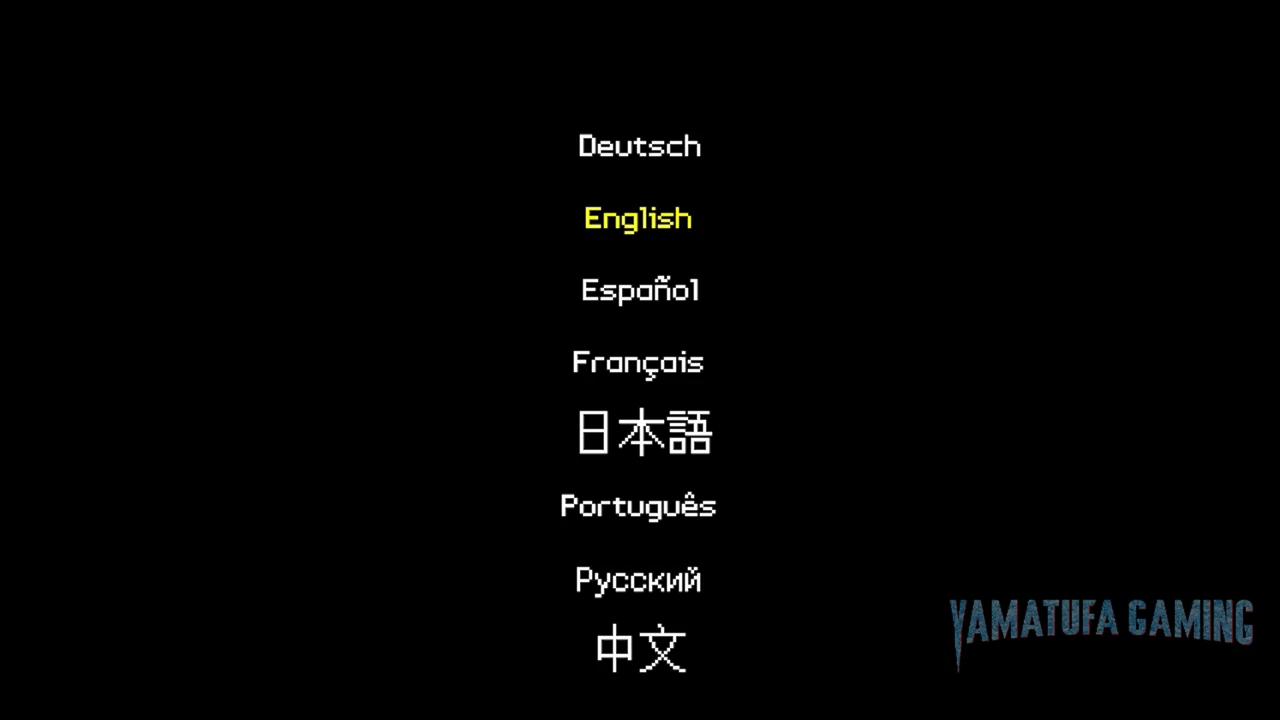 Deutsch
English
Español
Français
日本語
Português
Русский
中文
YAMATUFA GAMING